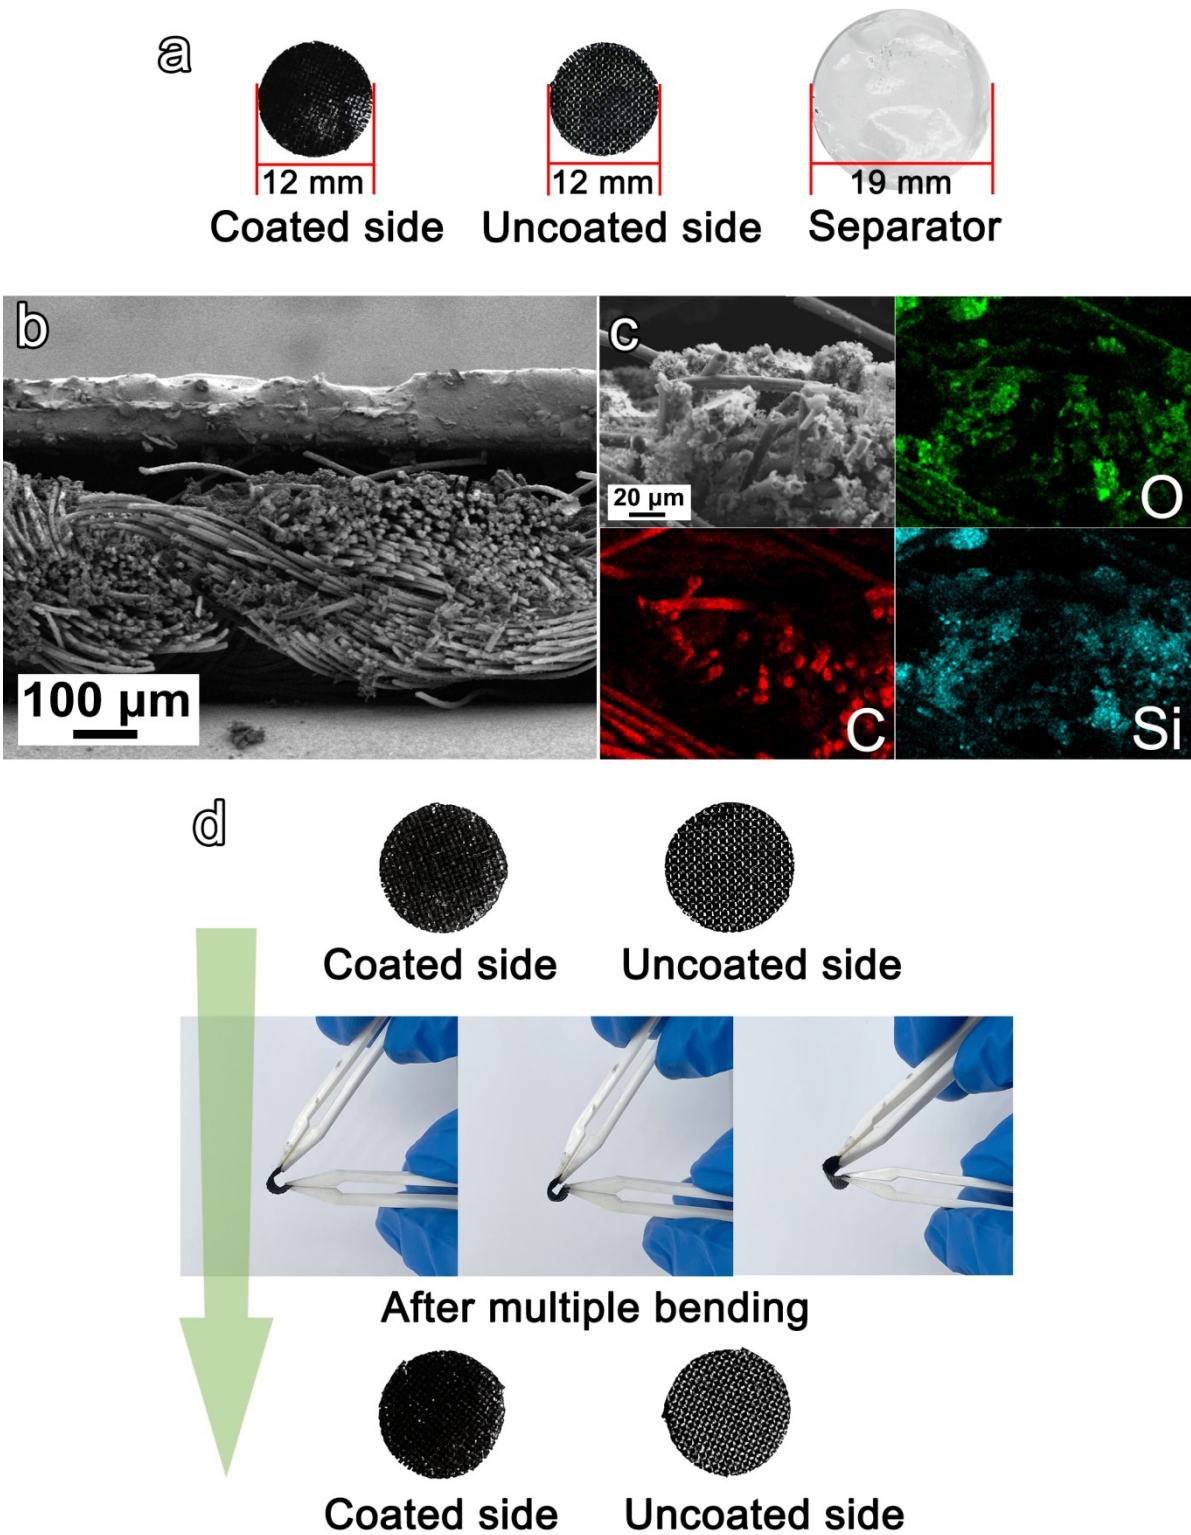 a
12 mm
12 mm
19 mm
Coated side
Uncoated side
Separator
b
100 μm
c
20 μm
O
C
Si
d
Coated side
Uncoated side
After multiple bending
Coated side
Uncoated side